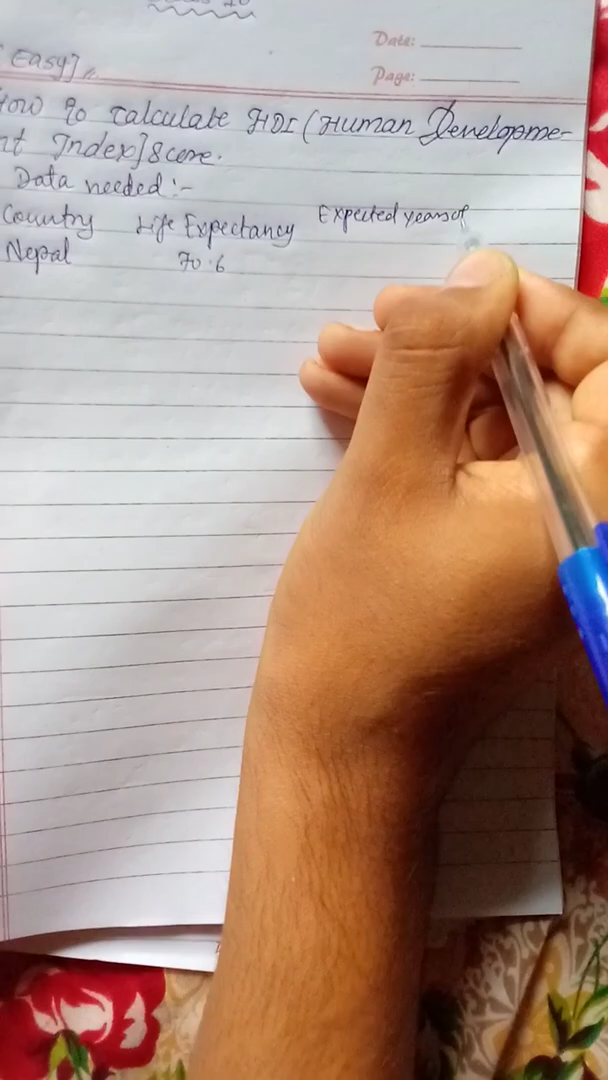 Date:
Easy]
Page:
How to calculate HDI (Human Developme-
nt Index] Score.
Data needed :-
Country Life Expectancy Expected years of
Nepal 70.6